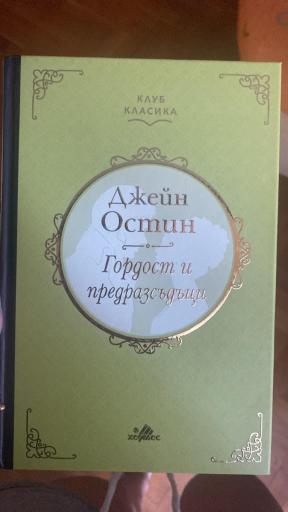 КЛУБ
КЛАСИКА
Джейн
Остин
Гордост и
предразсъдъци
хермес